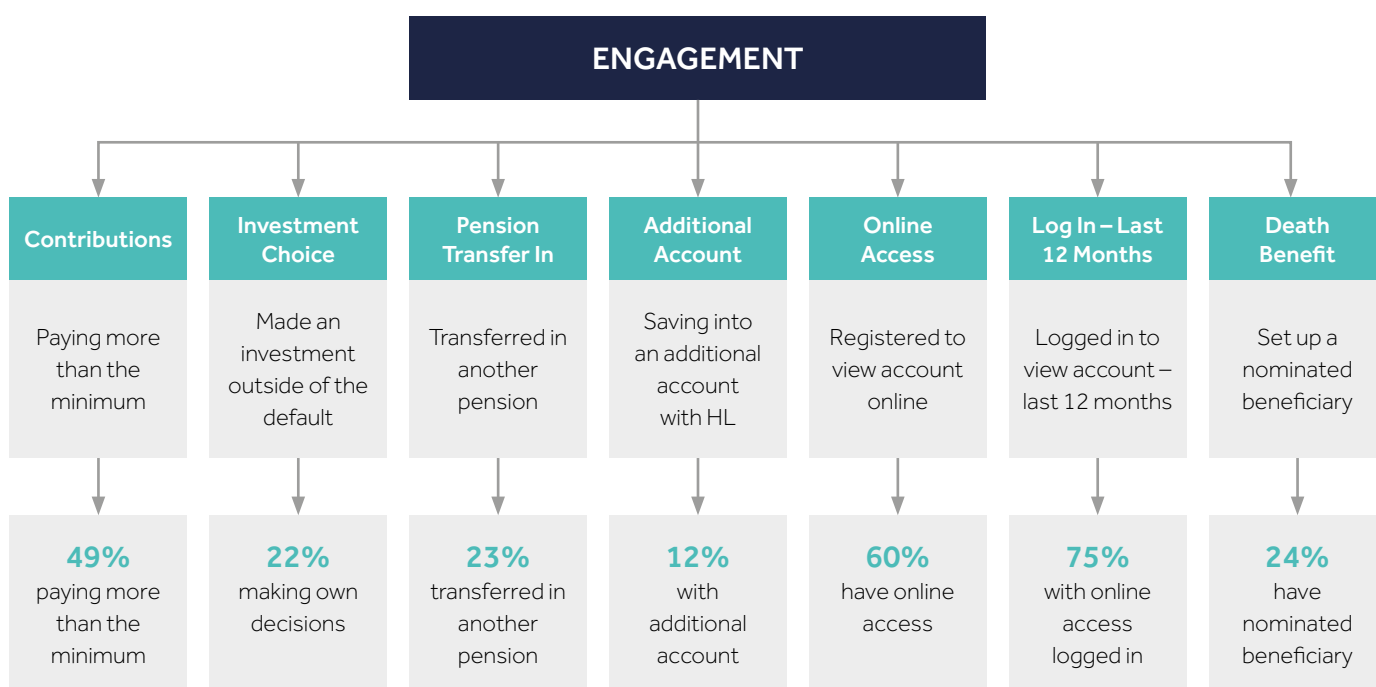 ENGAGEMENT
Contributions
Paying more
than the
minimum
49%
paying more
than the
minimum
Investment
Choice
Made an
investment
outside of the
default
22%
making own
decisions
Pension
Transfer In
Transferred in
another
pension
23%
transferred in
another
pension
Additional
Account
Saving into
an additional
account
with HL
12%
with
additional
account
Online
Access
Registered to
view account
online
60%
have online
access
Log In – Last
12 Months
Logged in to
view account –
last 12 months
75%
with online
access
logged in
Death
Benefit
Set up a
nominated
beneficiary
24%
have
nominated
beneficiary